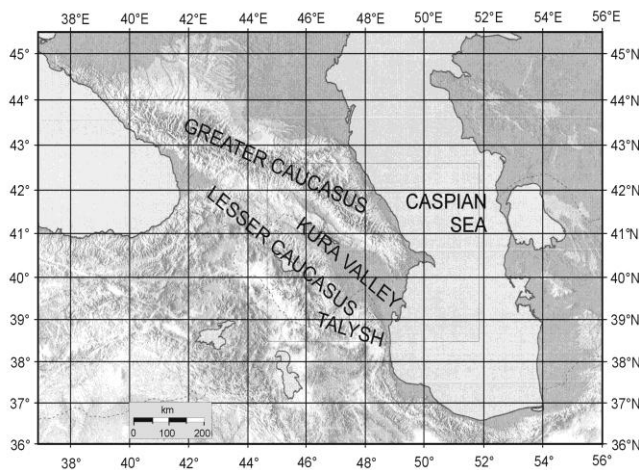 38° 40° 42° 44° 46° 48° 50° 52° 54° 56°E
45° 45°N
44° 44°N
43° 43°N
42° 42°N
41° 41°N
40° 40°N
39° 39°N
38° 38°N
37° 37°N
36° 36°N
GREATER CAUCASUS
LESSER CAUCASUS
KURA VALLEY
TALYSH
CASPIAN
SEA
km
0 100 200
38° 40° 42° 44° 46° 48° 50° 52° 54° 56°E